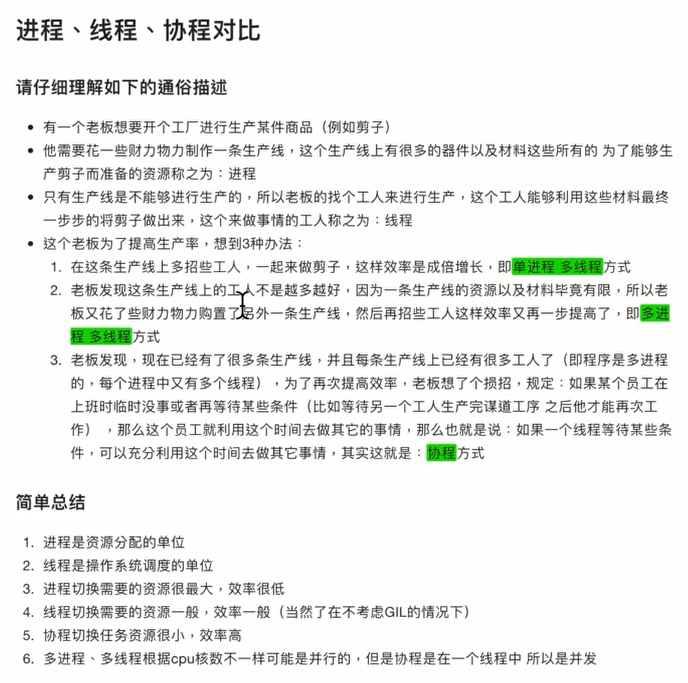 进程、线程、协程对比
请仔细理解如下的通俗描述
• 有一个老板想要开个工厂进行生产某件商品（例如剪子）
• 他需要花一些财力物力制作一条生产线，这个生产线上有很多的器件以及材料这些所有的 为了能够生
产剪子而准备的资源称之为：进程
• 只有生产线是不能够进行生产的，所以老板的找个工人来进行生产，这个工人能够利用这些材料最终
一步步的将剪子做出来，这个来做事情的工人称之为：线程
• 这个老板为了提高生产率，想到3种办法：
1. 在这条生产线上多招些工人，一起来做剪子，这样效率是成倍增长，即单进程 多线程方式
2. 老板发现这条生产线上的工人不是越多越好，因为一条生产线的资源以及材料毕竟有限，所以老
板又花了些财力物力购置了另外一条生产线，然后再招些工人这样效率又再一步提高了，即多进
程 多线程方式
3. 老板发现，现在已经有了很多条生产线，并且每条生产线上已经有很多工人了（即程序是多进程
的，每个进程中又有多个线程），为了再次提高效率，老板想了个损招，规定：如果某个员工在
上班时临时没事或者再等待某些条件（比如等待另一个工人生产完谋道工序 之后他才能再次工
作） ，那么这个员工就利用这个时间去做其它的事情，那么也就是说：如果一个线程等待某些条
件，可以充分利用这个时间去做其它事情，其实这就是：协程方式
简单总结
1. 进程是资源分配的单位
2. 线程是操作系统调度的单位
3. 进程切换需要的资源很最大，效率很低
4. 线程切换需要的资源一般，效率一般（当然了在不考虑GIL的情况下）
5. 协程切换任务资源很小，效率高
6. 多进程、多线程根据cpu核数不一样可能是并行的，但是协程是在一个线程中 所以是并发